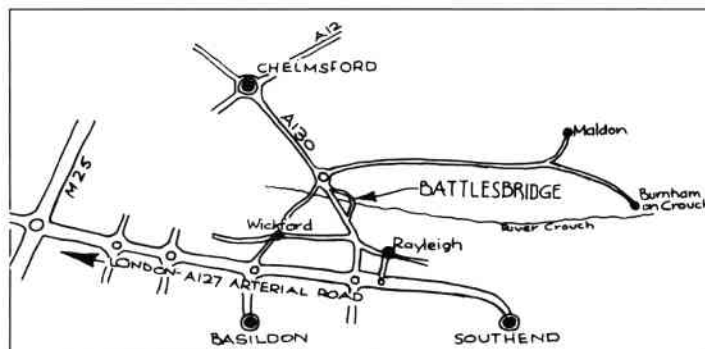 A12
CHELMSFORD
A130
Maldon
M25
BATTLESBRIDGE
Burnham
on Crouch
Wickford
River Crouch
Rayleigh
LONDON-A127 ARTERIAL ROAD
BASILDON
SOUTHEND